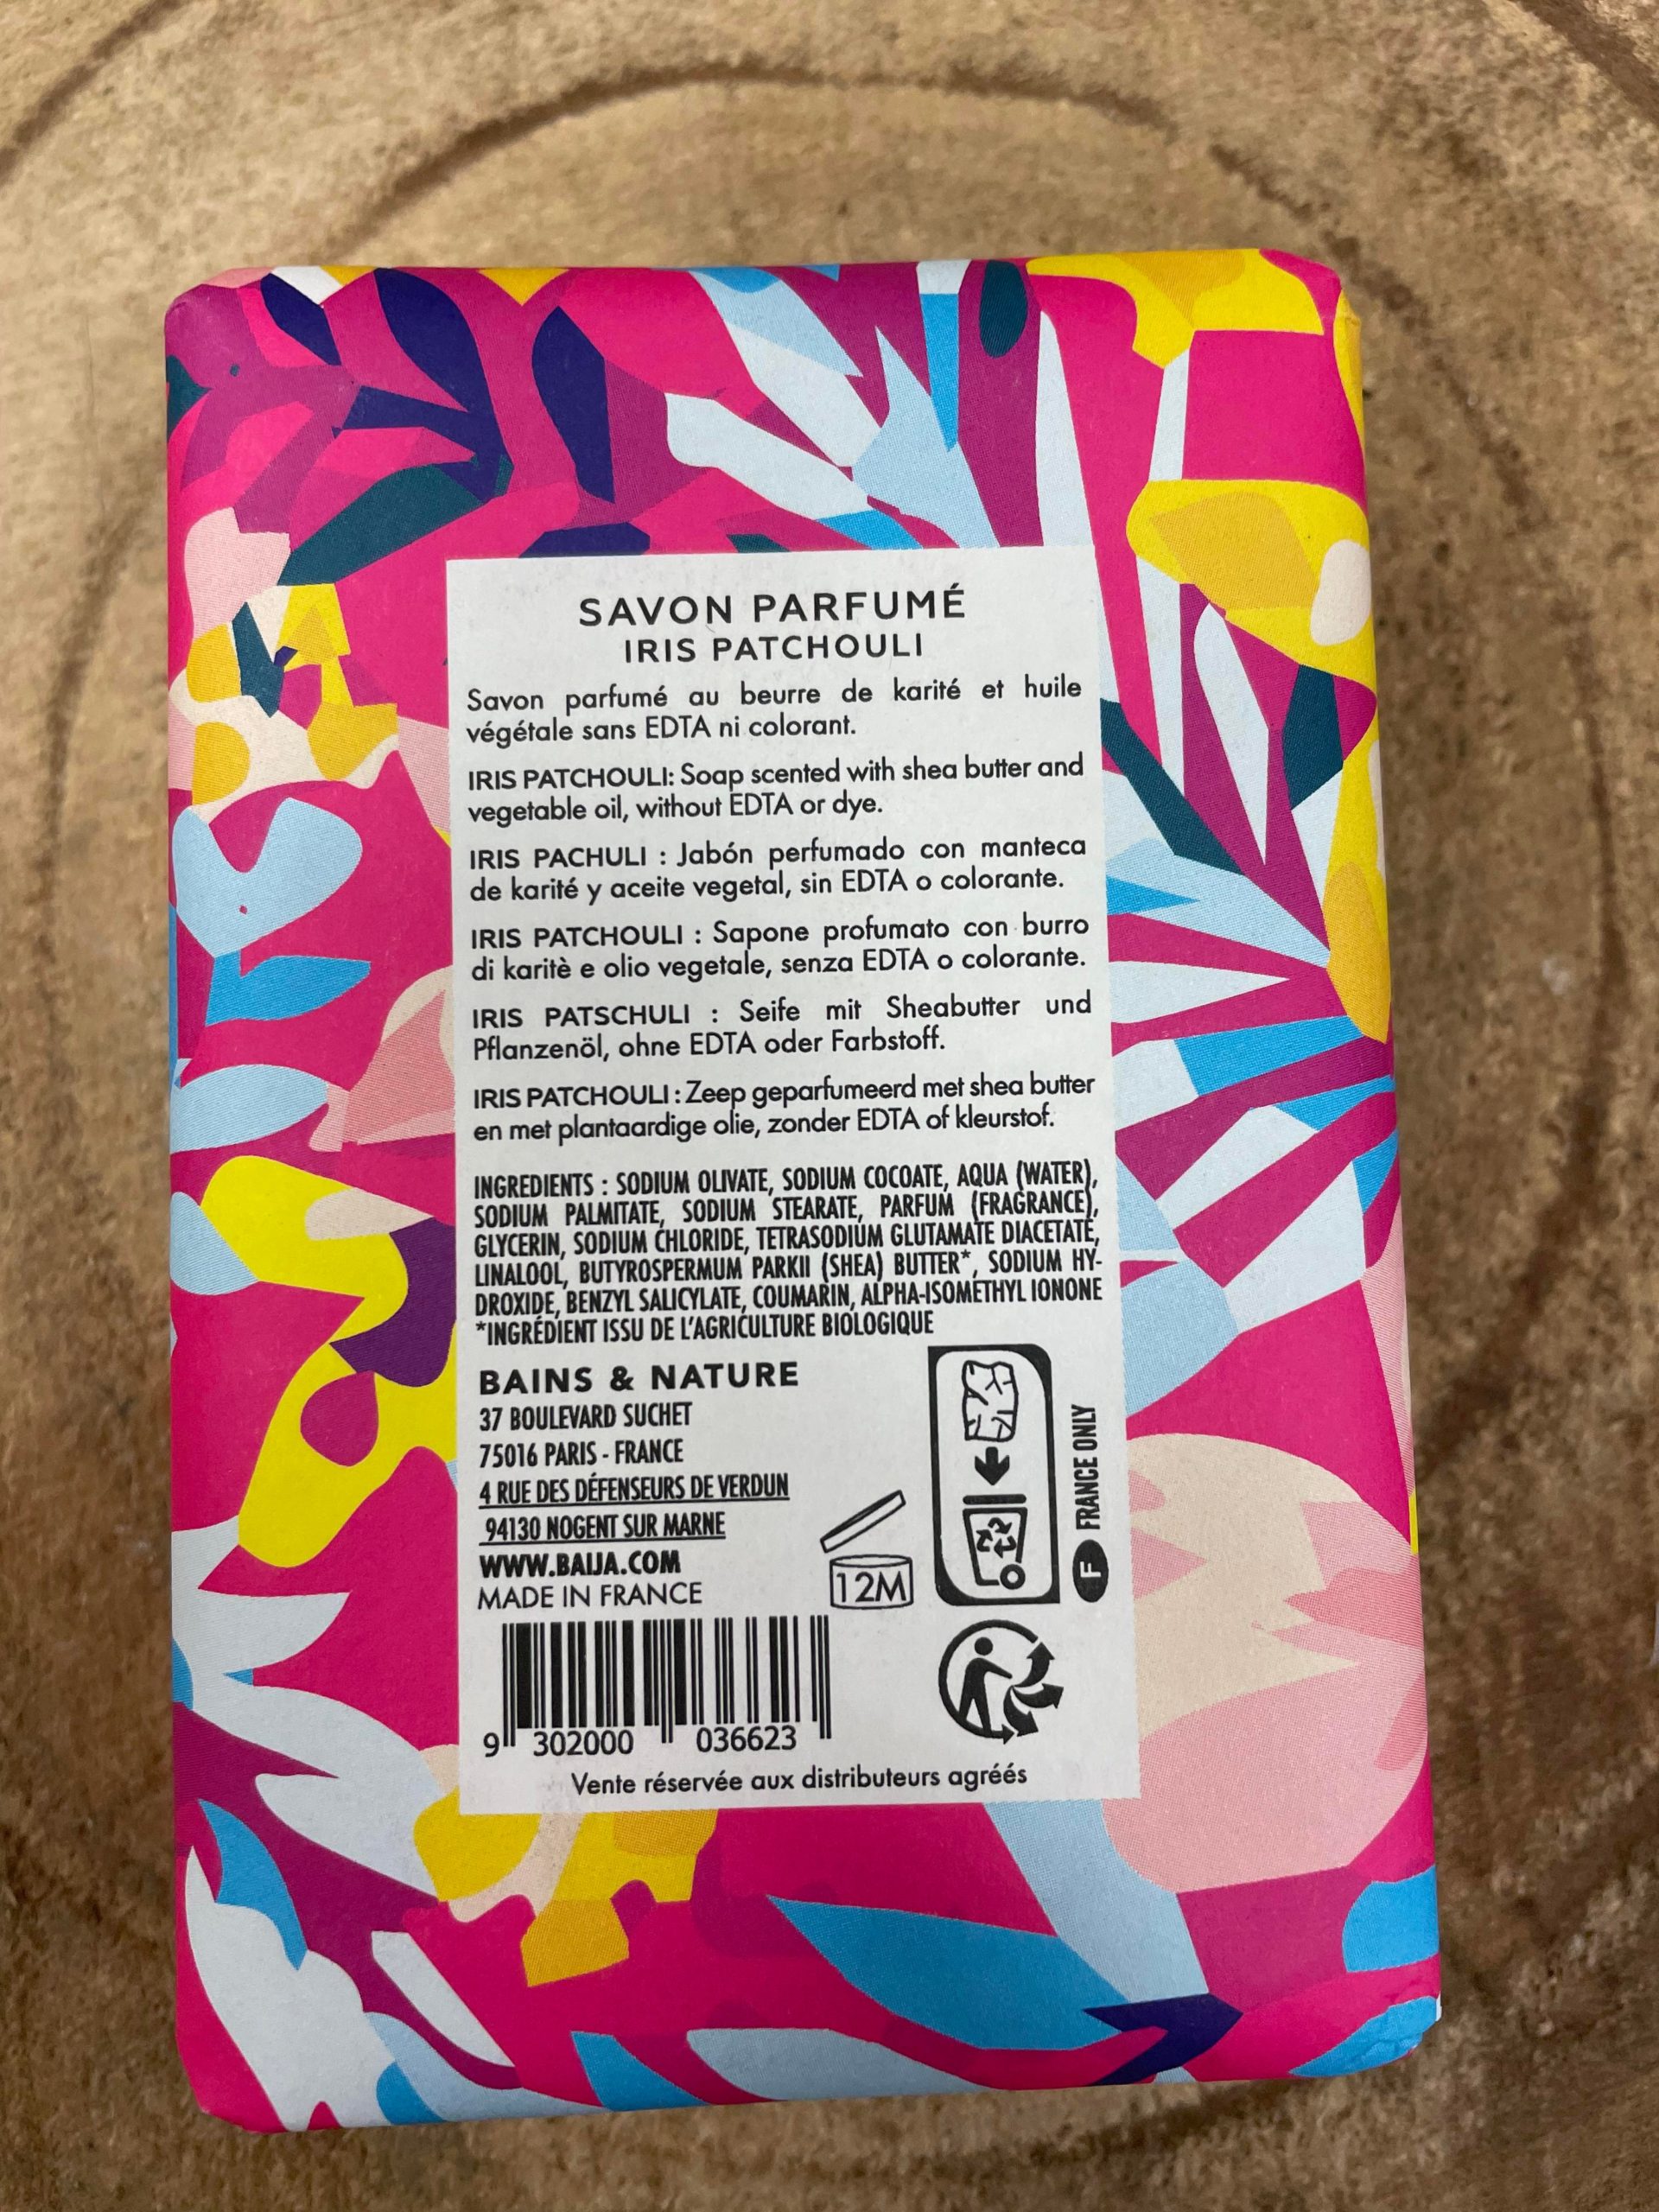 SAVON PARFUMÉ
IRIS PATCHOULI
Savon parfumé au beurre de karité et huile
végétale sans EDTA ni colorant.
IRIS PATCHOULI: Soap scented with shea butter and
vegetable oil, without EDTA or dye.
IRIS PACHULI : Jabón perfumado con manteca
de karité y aceite vegetal, sin EDTA o colorante.
IRIS PATCHOULI : Sapone profumato con burro
di karitè e olio vegetale, senza EDTA o colorante.
IRIS PATSCHULI : Seife mit Sheabutter und
Pflanzenöl, ohne EDTA oder Farbstoff.
IRIS PATCHOULI : Zeep geparfumeerd met shea butter
en met plantaardige olie, zonder EDTA of kleurstof.
INGREDIENTS : SODIUM OLIVATE, SODIUM COCOATE, AQUA (WATER),
SODIUM PALMITATE, SODIUM STEARATE, PARFUM (FRAGRANCE),
GLYCERIN, SODIUM CHLORIDE, TETRASODIUM GLUTAMATE DIACETATE,
LINALOOL, BUTYROSPERMUM PARKII (SHEA) BUTTER*, SODIUM HY-
DROXIDE, BENZYL SALICYLATE, COUMARIN, ALPHA-ISOMETHYL IONONE
*INGRÉDIENT ISSU DE L'AGRICULTURE BIOLOGIQUE
BAINS & NATURE
37 BOULEVARD SUCHET
75016 PARIS - FRANCE
4 RUE DES DÉFENSEURS DE VERDUN
94130 NOGENT SUR MARNE
WWW.BAIJA.COM
MADE IN FRANCE
12M
F FRANCE ONLY
9 302000 036623
Vente réservée aux distributeurs agréés